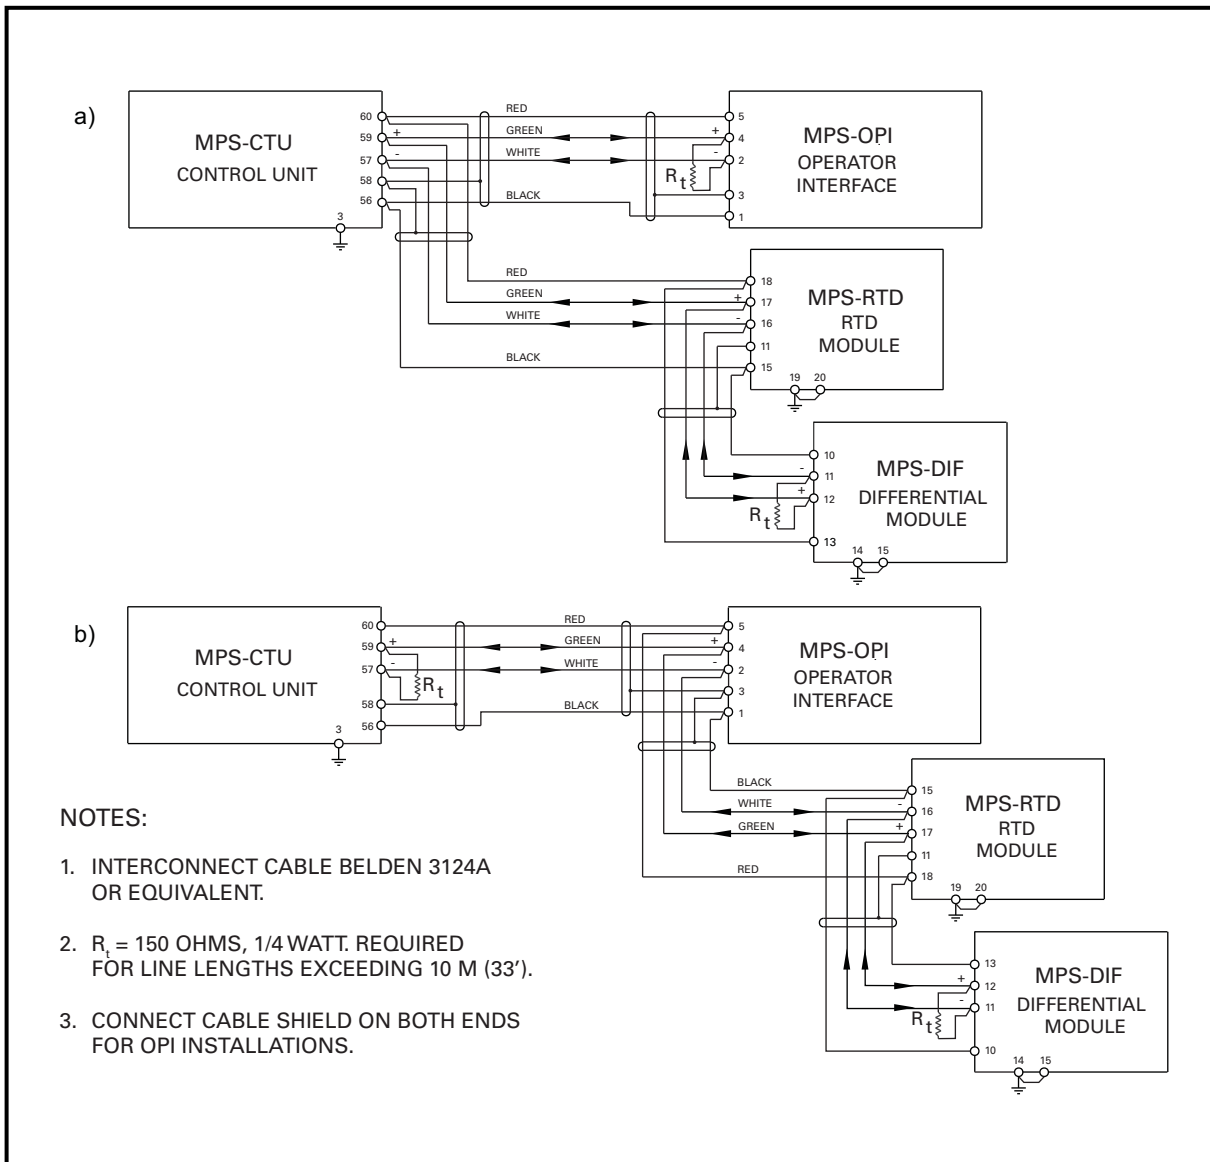 a)
MPS-CTU
CONTROL UNIT
60
59
57
58
56
3
+
-
RED
GREEN
WHITE
BLACK
5
4
2
3
1
+
-
R t
MPS-OPI
OPERATOR
INTERFACE
RED
GREEN
WHITE
BLACK
18
17
16
11
15
+
-
MPS-RTD
RTD
MODULE
19 20
10
11
12
13
-
+
R t
MPS-DIF
DIFFERENTIAL
MODULE
14 15
b)
MPS-CTU
CONTROL UNIT
60
59
57
58
56
3
+
-
R t
RED
GREEN
WHITE
BLACK
5
4
2
3
1
+
-
MPS-OPI
OPERATOR
INTERFACE
BLACK
WHITE
GREEN
RED
15
16
17
11
18
-
+
MPS-RTD
RTD
MODULE
19 20
13
12
11
10
+
-
R t
MPS-DIF
DIFFERENTIAL
MODULE
14 15
NOTES:
1. INTERCONNECT CABLE BELDEN 3124A
OR EQUIVALENT.
2. R t = 150 OHMS, 1/4 WATT. REQUIRED
FOR LINE LENGTHS EXCEEDING 10 M (33').
3. CONNECT CABLE SHIELD ON BOTH ENDS
FOR OPI INSTALLATIONS.